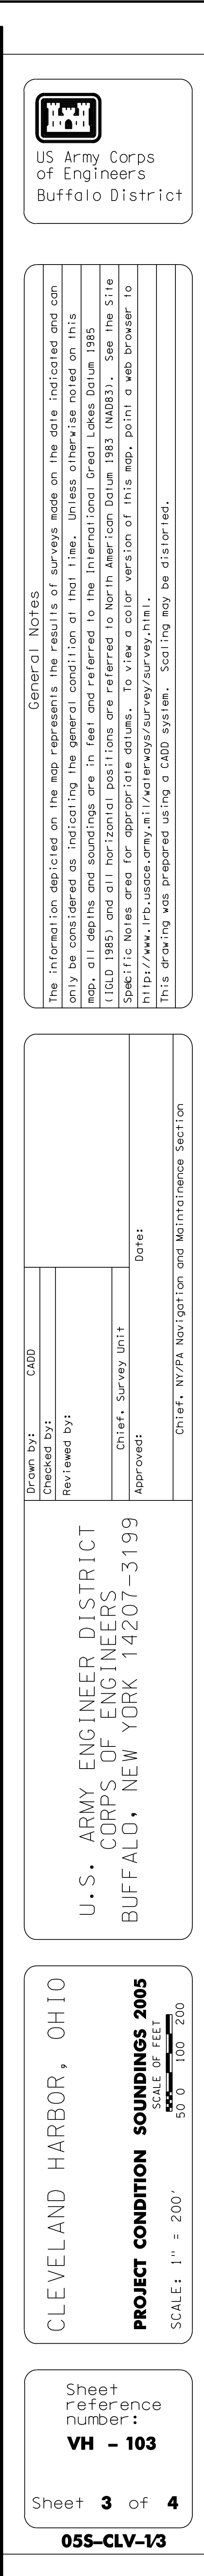 US Army Corps
of Engineers
Buffalo District
General Notes
The information depicted on the map represents the results of surveys made on the date indicated and can
only be considered as indicating the general condition at that time. Unless otherwise noted on this
map, all depths and soundings are in feet and referred to the International Great Lakes Datum 1985
(IGLD 1985) and all horizontal positions are referred to North American Datum 1983 (NAD83). See the Site
Specific Notes area for appropriate datums. To view a color version of this map, point a web browser to
http://www.lrb.usace.army.mil/waterways/survey/survey.html.
This drawing was prepared using a CADD system. Scaling may be distorted.
Drawn by: CADD
Checked by:
Reviewed by:
Chief, Survey Unit
Approved: Date:
Chief, NY/PA Navigation and Maintainence Section
U.S. ARMY ENGINEER DISTRICT
CORPS OF ENGINEERS
BUFFALO, NEW YORK 14207-3199
CLEVELAND HARBOR, OHIO
PROJECT CONDITION SOUNDINGS 2005
SCALE OF FEET
50 0 100 200
SCALE: 1" = 200'
Sheet
reference
number:
VH - 103
Sheet 3 of 4
05S-CLV-1/3